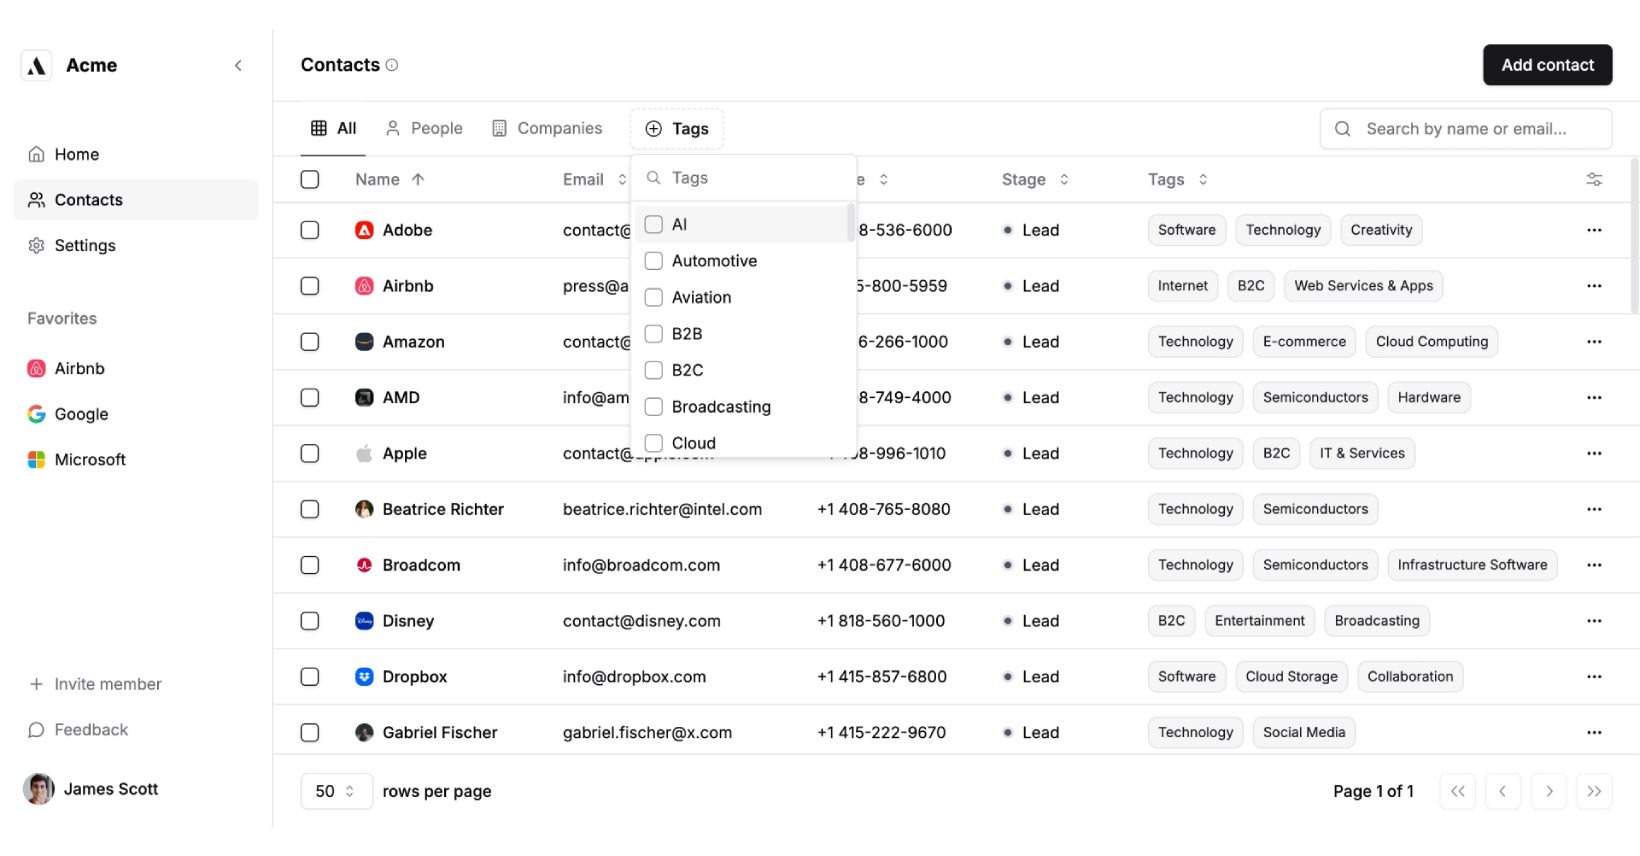 Acme
Contacts
Add contact
All
People
Companies
Tags
Search by name or email...
Home
Contacts
Settings
Favorites
Airbnb
Google
Microsoft
Invite member
Feedback
James Scott
Name Email e Stage Tags
Tags
AI
Automotive
Aviation
B2B
B2C
Broadcasting
Cloud
Adobe contact@ 8-536-6000 Lead Software Technology Creativity
Airbnb press@a 5-800-5959 Lead Internet B2C Web Services & Apps
Amazon contact@ 6-266-1000 Lead Technology E-commerce Cloud Computing
AMD info@am 8-749-4000 Lead Technology Semiconductors Hardware
Apple contact@apple.com 8-996-1010 Lead Technology B2C IT & Services
Beatrice Richter beatrice.richter@intel.com +1 408-765-8080 Lead Technology Semiconductors
Broadcom info@broadcom.com +1 408-677-6000 Lead Technology Semiconductors Infrastructure Software
Disney contact@disney.com +1 818-560-1000 Lead B2C Entertainment Broadcasting
Dropbox info@dropbox.com +1 415-857-6800 Lead Software Cloud Storage Collaboration
Gabriel Fischer gabriel.fischer@x.com +1 415-222-9670 Lead Technology Social Media
50 rows per page
Page 1 of 1